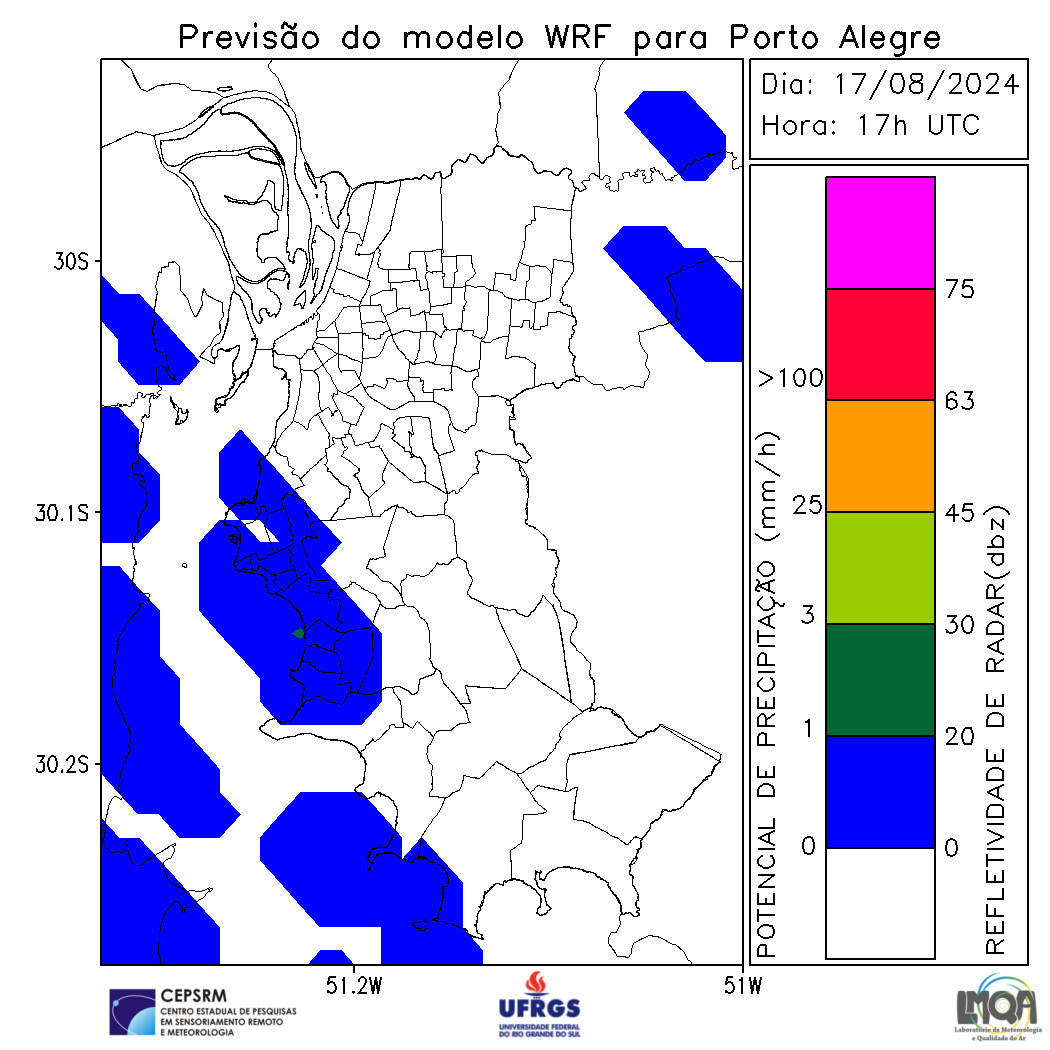 Previsão do modelo WRF para Porto Alegre
Dia: 17/08/2024
Hora: 17h UTC
30S
30.1S
30.2S
51.2W
51W
POTENCIAL DE PRECIPITAÇÃO (mm/h)
>100
25
3
1
0
75
63
45
30
20
0
REFLETIVIDADE DE RADAR(dbz)
CEPSRM
CENTRO ESTADUAL DE PESQUISAS
EM SENSORIAMENTO REMOTO
E METEOROLOGIA
UFRGS
UNIVERSIDADE FEDERAL
DO RIO GRANDE DO SUL
LMQA
Laboratório de Meteorologia
e Qualidade do Ar